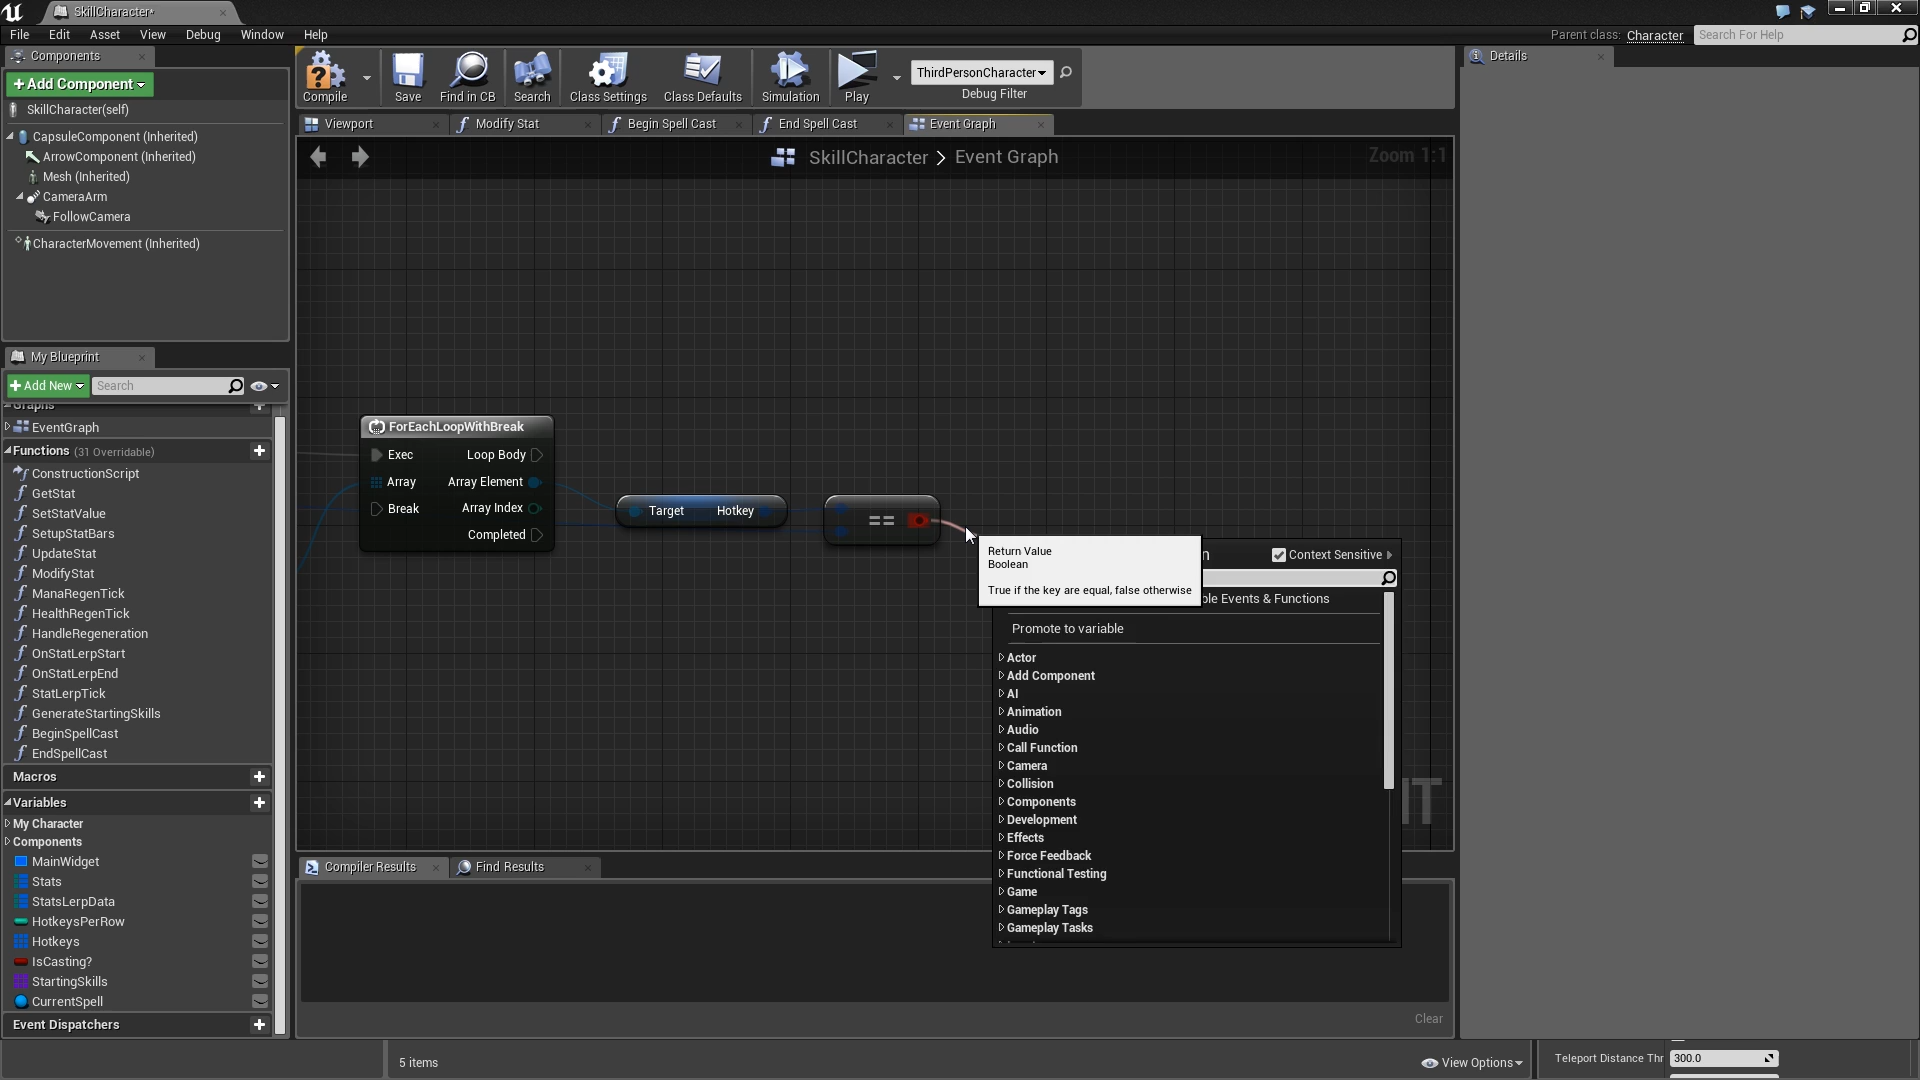 SkillCharacter*
File Edit Asset View Debug Window Help
Parent class: Character Search For Help
Components
+Add Component
SkillCharacter(self)
CapsuleComponent (Inherited)
ArrowComponent (Inherited)
Mesh (Inherited)
CameraArm
FollowCamera
CharacterMovement (Inherited)
Compile
Save
Find in CB
Search
Class Settings
Class Defaults
Simulation
Play
ThirdPersonCharacter
Debug Filter
Details
Viewport
Modify Stat
Begin Spell Cast
End Spell Cast
Event Graph
SkillCharacter > Event Graph
Zoom 1:1
My Blueprint
+Add New Search
Graphs
EventGraph
Functions (31 Overridable)
ConstructionScript
GetStat
SetStatValue
SetupStatBars
UpdateStat
ModifyStat
ManaRegenTick
HealthRegenTick
HandleRegeneration
OnStatLerpStart
OnStatLerpEnd
StatLerpTick
GenerateStartingSkills
BeginSpellCast
EndSpellCast
Macros
Variables
My Character
Components
MainWidget
Stats
StatsLerpData
HotkeysPerRow
Hotkeys
IsCasting?
StartingSkills
CurrentSpell
Event Dispatchers
ForEachLoopWithBreak
Exec Loop Body
Array Array Element
Array Index
Break
Completed
Target Hotkey
==
Return Value
Boolean
True if the key are equal, false otherwise
Context Sensitive
Events & Functions
Promote to variable
Actor
Add Component
AI
Animation
Audio
Call Function
Camera
Collision
Components
Development
Effects
Force Feedback
Functional Testing
Game
Gameplay Tags
Gameplay Tasks
Compiler Results
Find Results
Clear
5 items
View Options
Teleport Distance Thr 300.0